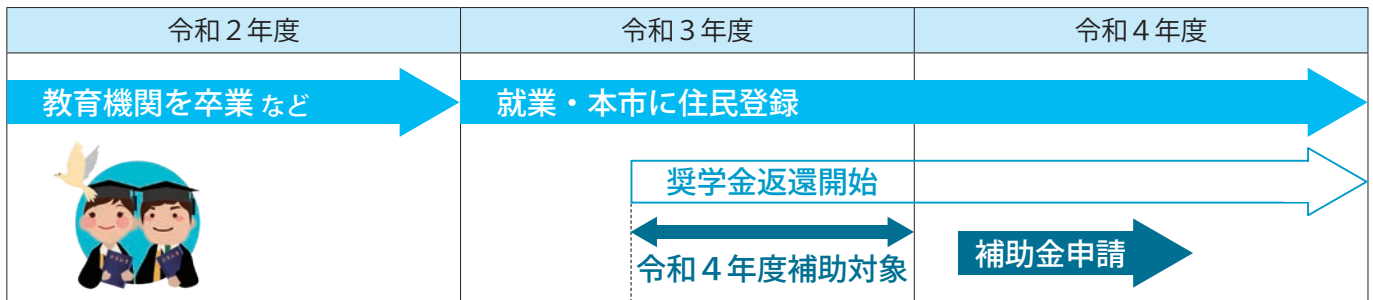 令和２年度
令和３年度
令和４年度
教育機関を卒業 など
就業・本市に住民登録
奨学金返還開始
令和４年度補助対象
補助金申請